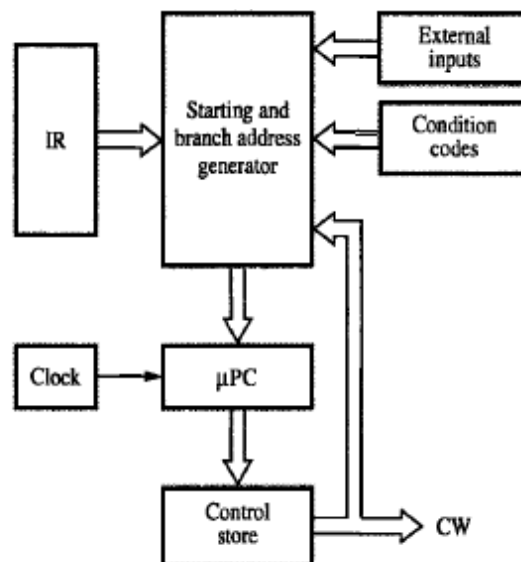 External
inputs
IR
Starting and
branch address
generator
Condition
codes
Clock
μPC
Control
store
CW